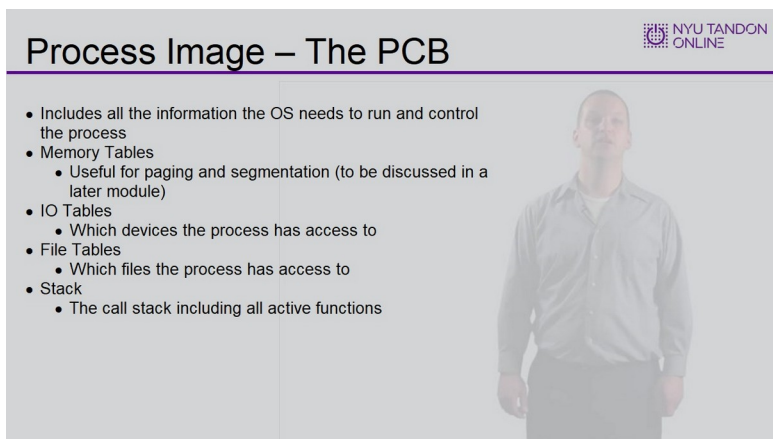 NYU TANDON
ONLINE
Process Image – The PCB
● Includes all the information the OS needs to run and control
the process
● Memory Tables
● Useful for paging and segmentation (to be discussed in a
later module)
● IO Tables
● Which devices the process has access to
● File Tables
● Which files the process has access to
● Stack
● The call stack including all active functions